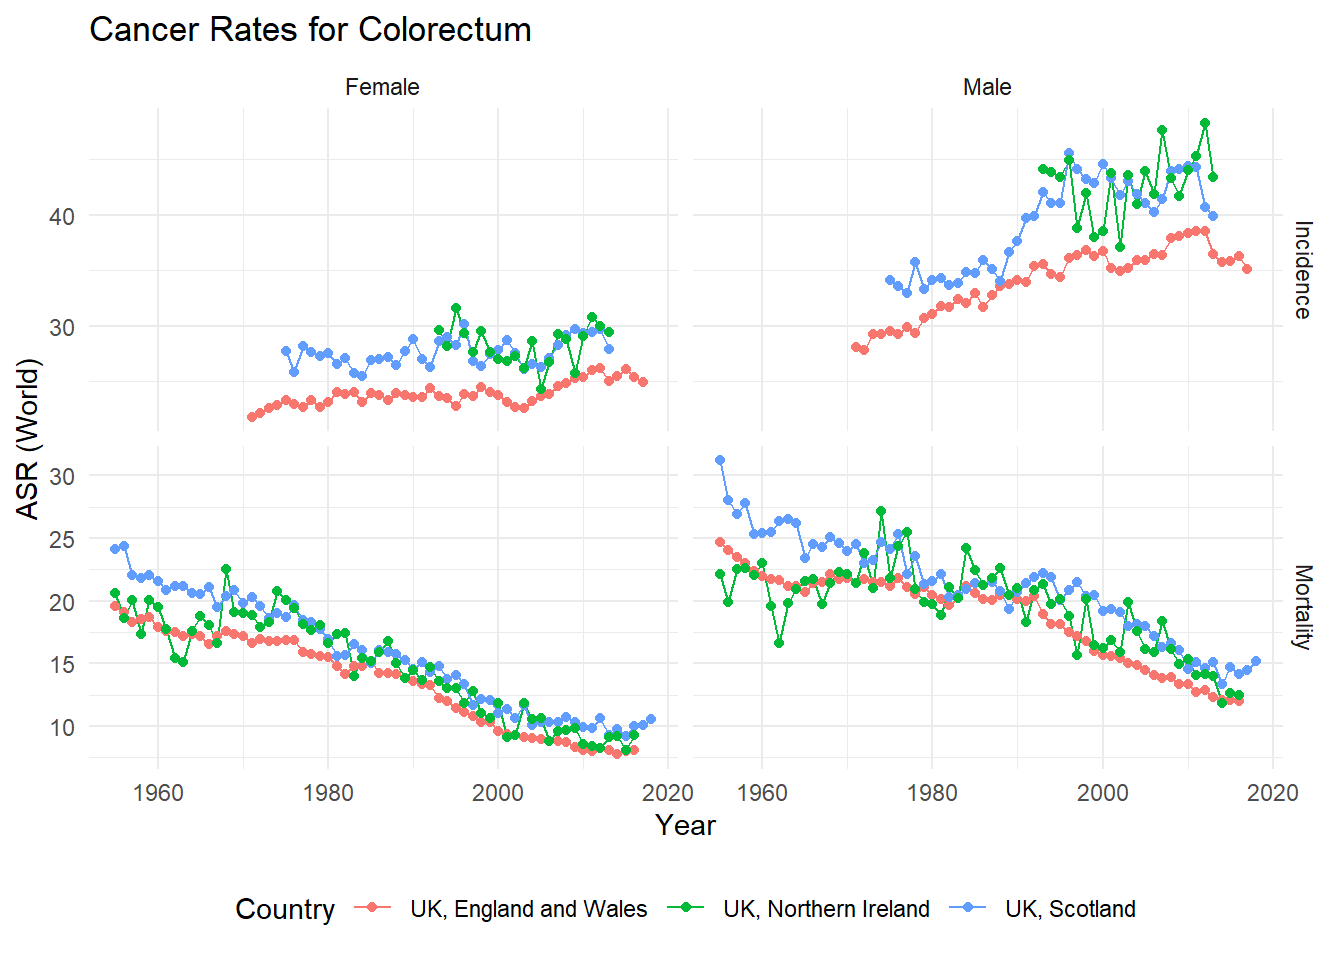 Cancer Rates for Colorectum
Female
Male
40
30
Incidence
30
25
20
15
10
Mortality
ASR (World)
1960
1980
2000
2020
1960
1980
2000
2020
Year
Country
UK, England and Wales
UK, Northern Ireland
UK, Scotland